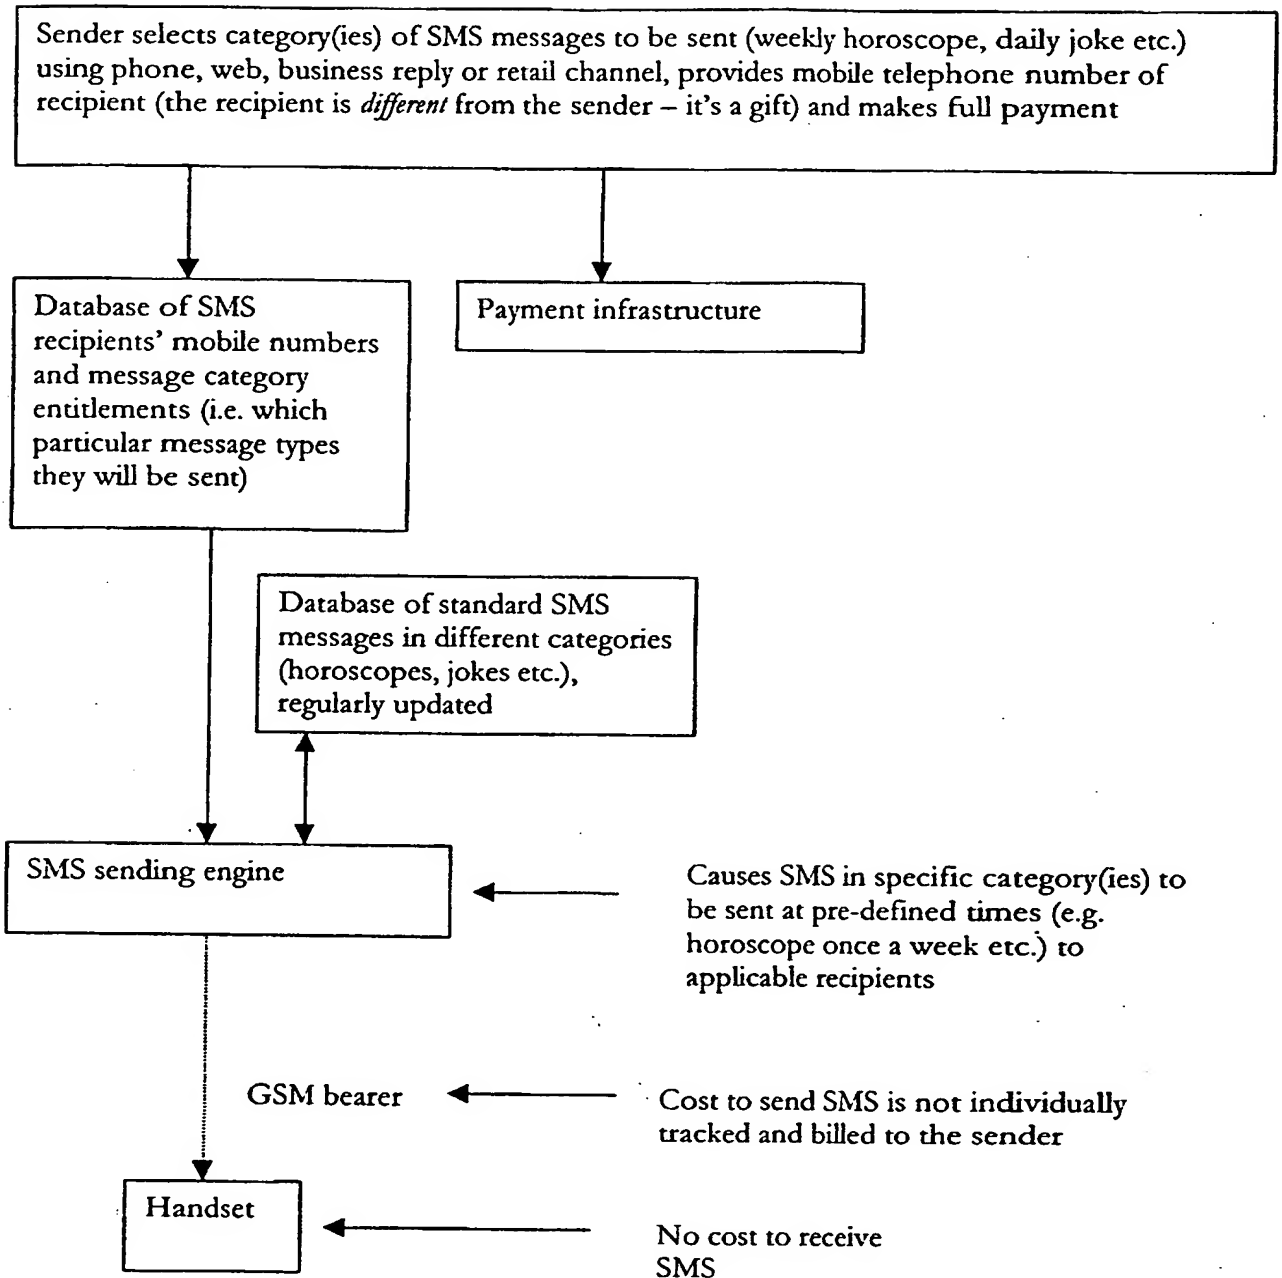 Sender selects category(ies) of SMS messages to be sent (weekly horoscope, daily joke etc.)
using phone, web, business reply or retail channel, provides mobile telephone number of
recipient (the recipient is different from the sender – it's a gift) and makes full payment
Database of SMS
recipients' mobile numbers
and message category
entitlements (i.e. which
particular message types
they will be sent)
Payment infrastructure
Database of standard SMS
messages in different categories
(horoscopes, jokes etc.),
regularly updated
SMS sending engine
Causes SMS in specific category(ies) to
be sent at pre-defined times (e.g.
horoscope once a week etc.) to
applicable recipients
GSM bearer
Cost to send SMS is not individually
tracked and billed to the sender
Handset
No cost to receive
SMS